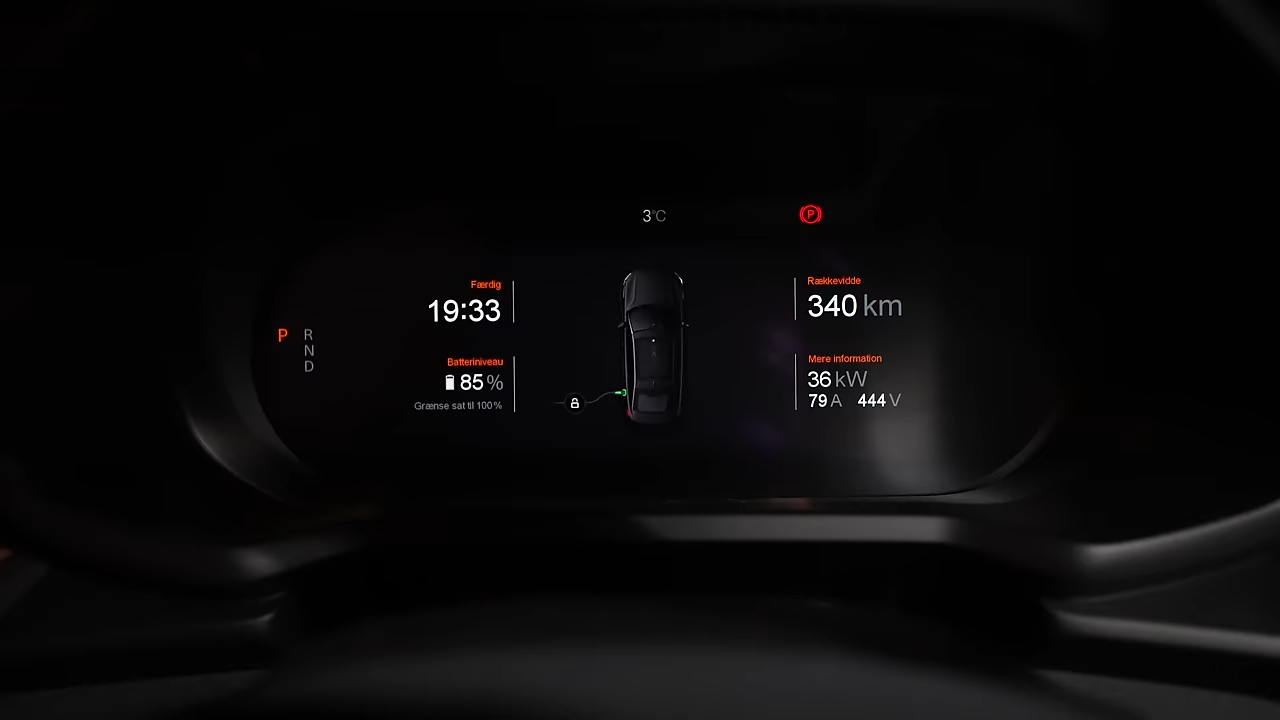 3°C
P
Færdig
19:33
Rækkevidde
340 km
P R
N
D
Batteriniveau
85 %
Grænse sat til 100%
Mere information
36 kW
79 A 444 V